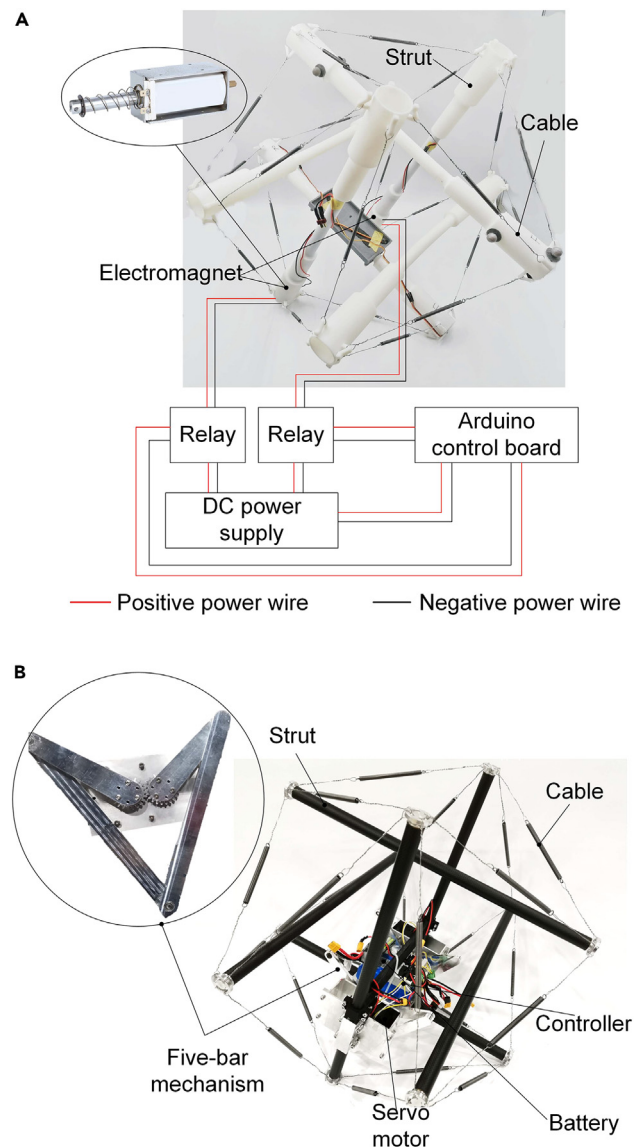 A
Strut
Cable
Electromagnet
Relay
Relay
Arduino
control board
DC power
supply
Positive power wire
Negative power wire
B
Strut
Cable
Five-bar
mechanism
Controller
Servo
motor
Battery